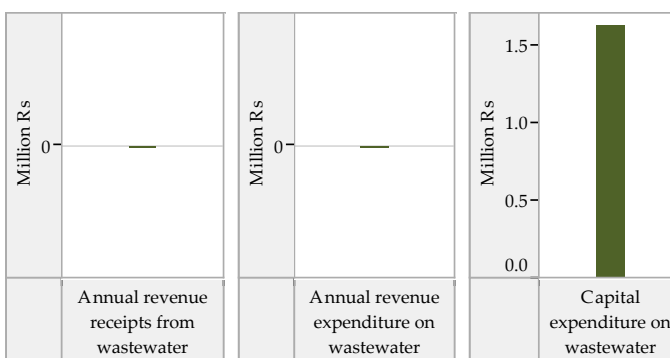 Million Rs
0
Annual revenue
receipts from
wastewater
Million Rs
0
Annual revenue
expenditure on
wastewater
Million Rs
1.5
1.0
0.5
0.0
Capital
expenditure on
wastewater